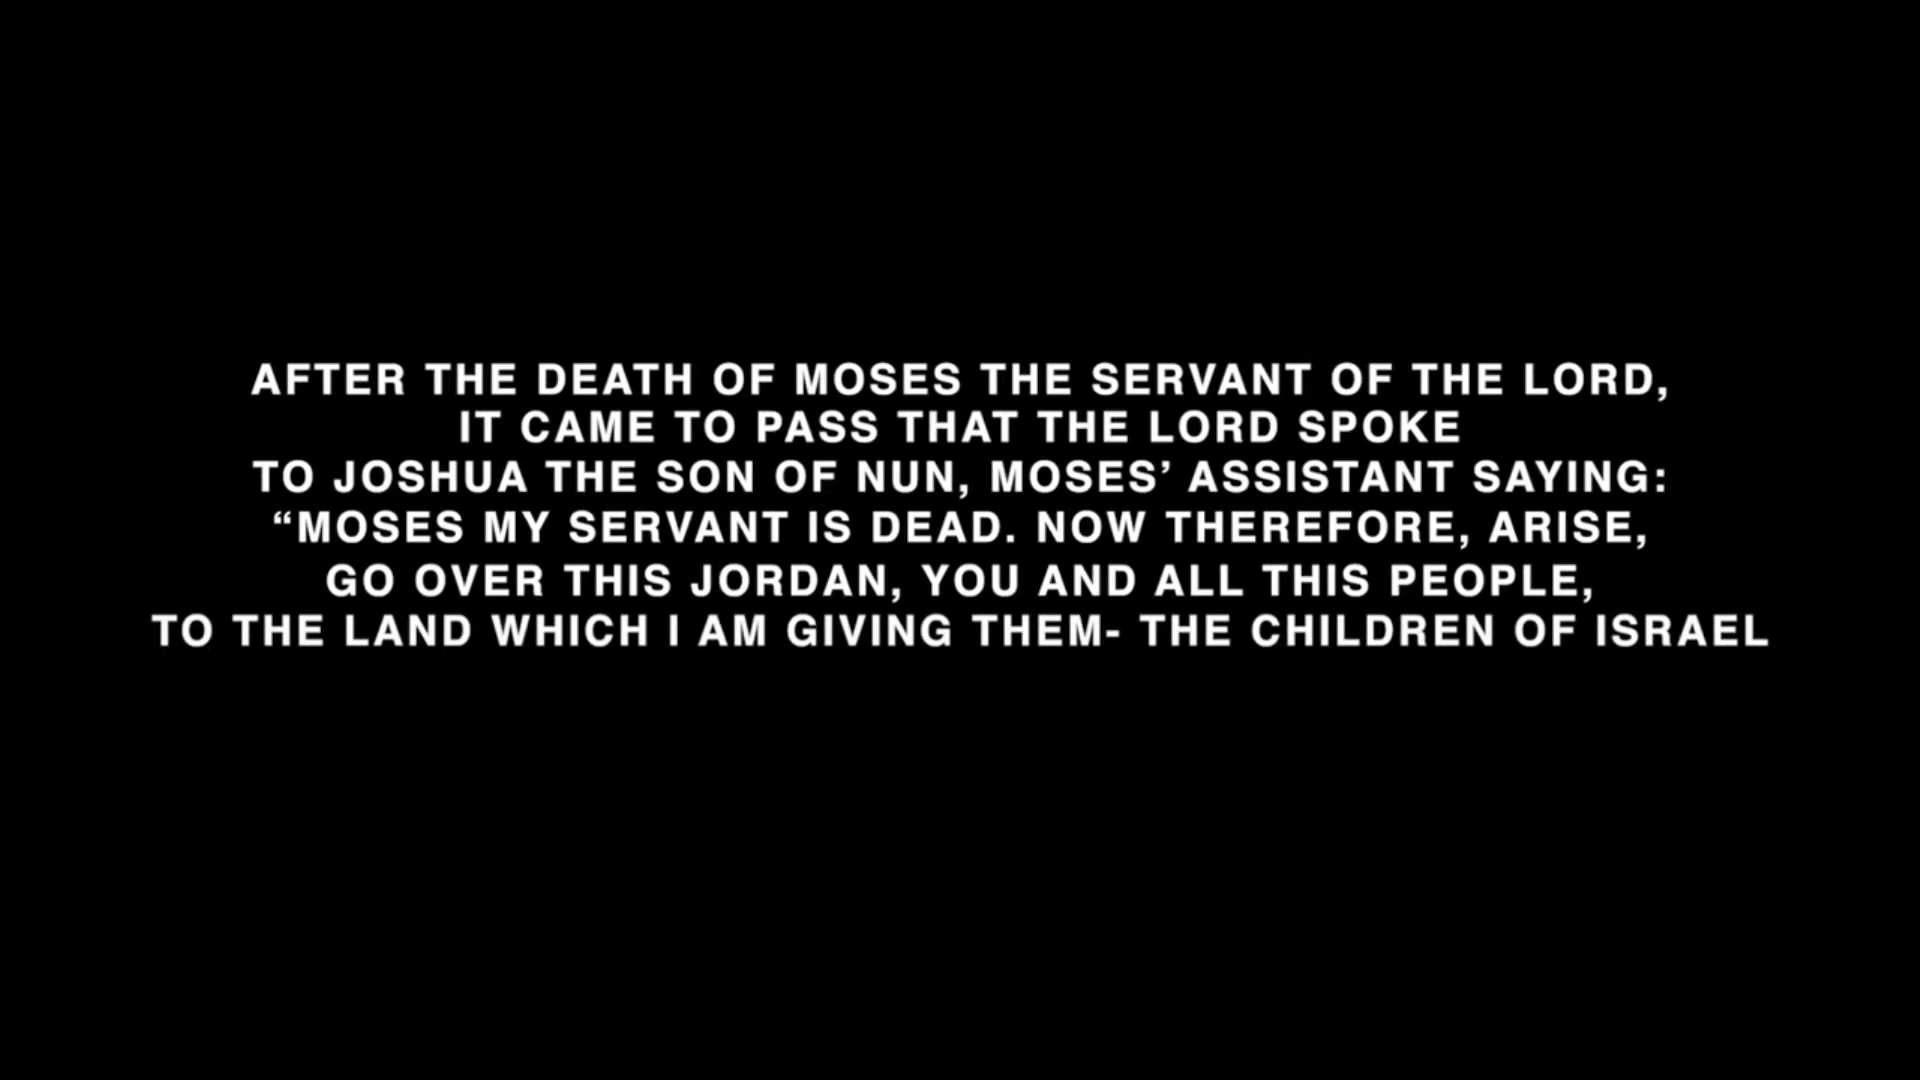 AFTER THE DEATH OF MOSES THE SERVANT OF THE LORD,
IT CAME TO PASS THAT THE LORD SPOKE
TO JOSHUA THE SON OF NUN, MOSES’ ASSISTANT SAYING:
“MOSES MY SERVANT IS DEAD. NOW THEREFORE, ARISE,
GO OVER THIS JORDAN, YOU AND ALL THIS PEOPLE,
TO THE LAND WHICH I AM GIVING THEM- THE CHILDREN OF ISRAEL